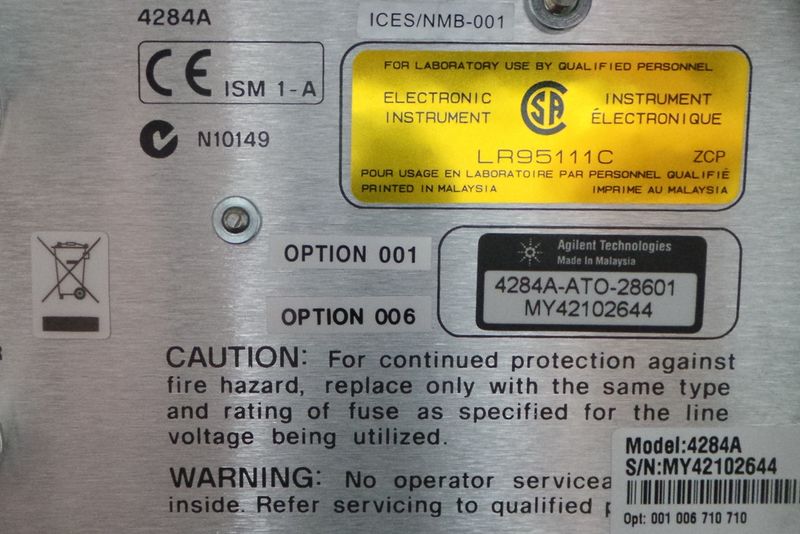 4284A
ICES/NMB-001
CE ISM 1-A
N10149
FOR LABORATORY USE BY QUALIFIED PERSONNEL
ELECTRONIC INSTRUMENT
CSA
INSTRUMENT ÉLECTRONIQUE
LR95111C ZCP
POUR USAGE EN LABORATOIRE PAR PERSONNEL QUALIFIÉ
PRINTED IN MALAYSIA IMPRIME AU MALAYSIA
OPTION 001
OPTION 006
Agilent Technologies
Made in Malaysia
4284A-ATO-28601
MY42102644
CAUTION: For continued protection against
fire hazard, replace only with the same type
and rating of fuse as specified for the line
voltage being utilized.
WARNING: No operator servicea
inside. Refer servicing to qualified p
Model:4284A
S/N:MY42102644
Opt: 001 006 710 710